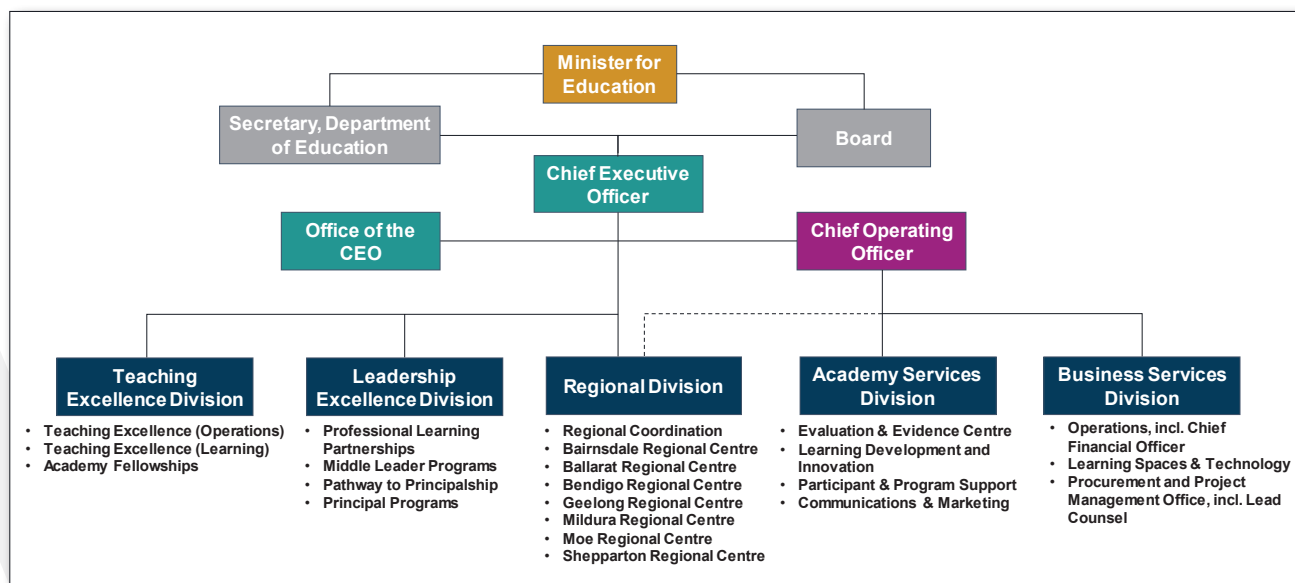 Minister for
Education
Secretary, Department
of Education
Board
Chief Executive
Officer
Office of the
CEO
Chief Operating
Officer
Teaching
Excellence Division
• Teaching Excellence (Operations)
• Teaching Excellence (Learning)
• Academy Fellowships
Leadership
Excellence Division
• Professional Learning
Partnerships
• Middle Leader Programs
• Pathway to Principalship
• Principal Programs
Regional Division
• Regional Coordination
• Bairnsdale Regional Centre
• Ballarat Regional Centre
• Bendigo Regional Centre
• Geelong Regional Centre
• Mildura Regional Centre
• Moe Regional Centre
• Shepparton Regional Centre
Academy Services
Division
• Evaluation & Evidence Centre
• Learning Development and
Innovation
• Participant & Program Support
• Communications & Marketing
Business Services
Division
• Operations, incl. Chief
Financial Officer
• Learning Spaces & Technology
• Procurement and Project
Management Office, incl. Lead
Counsel